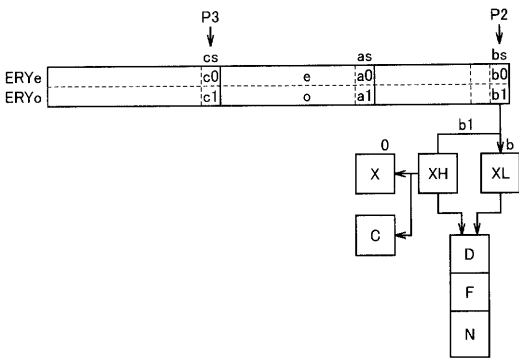 P3 P2
cs as bs
ERYe c0 e a0 b0
ERYo c1 o a1 b1
b1
0 b
X XH XL
C
D
F
N